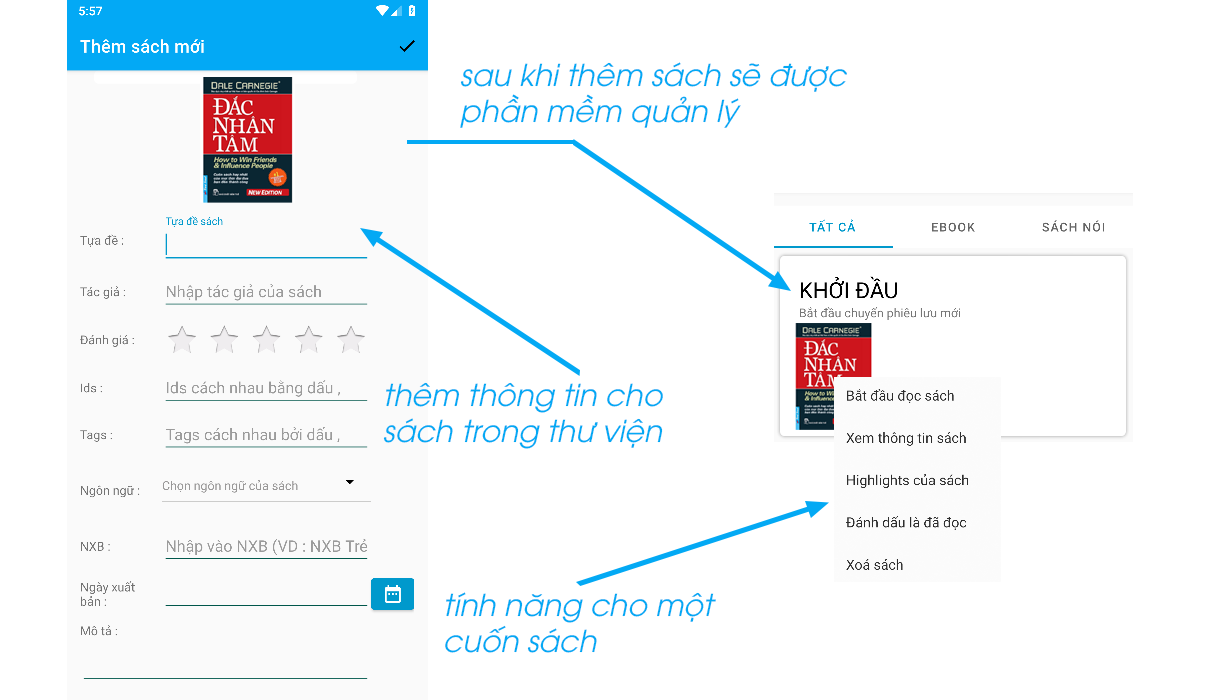 5:57
Thêm sách mới
DALE CARNEGIE
ĐẮC
NHÂN
TÂM
How to Win Friends
& Influence People
NEW EDITION
Tựa đề sách
Tựa đề :
Tác giả :
Nhập tác giả của sách
Đánh giá :
Ids :
Ids cách nhau bằng dấu ,
Tags :
Tags cách nhau bởi dấu ,
Ngôn ngữ :
Chọn ngôn ngữ của sách
NXB :
Nhập vào NXB (VD : NXB Trẻ
Ngày xuất
bản :
Mô tả :
sau khi thêm sách sẽ được
phần mềm quản lý
thêm thông tin cho
sách trong thư viện
tính năng cho một
cuốn sách
TẤT CẢ
EBOOK
SÁCH NÓI
KHỞI ĐẦU
Bắt đầu chuyến phiêu lưu mới
DALE CARNEGIE
ĐẮC
NHÂN
TÂM
How to Win
& Influence
Bắt đầu đọc sách
Xem thông tin sách
Highlights của sách
Đánh dấu là đã đọc
Xoá sách